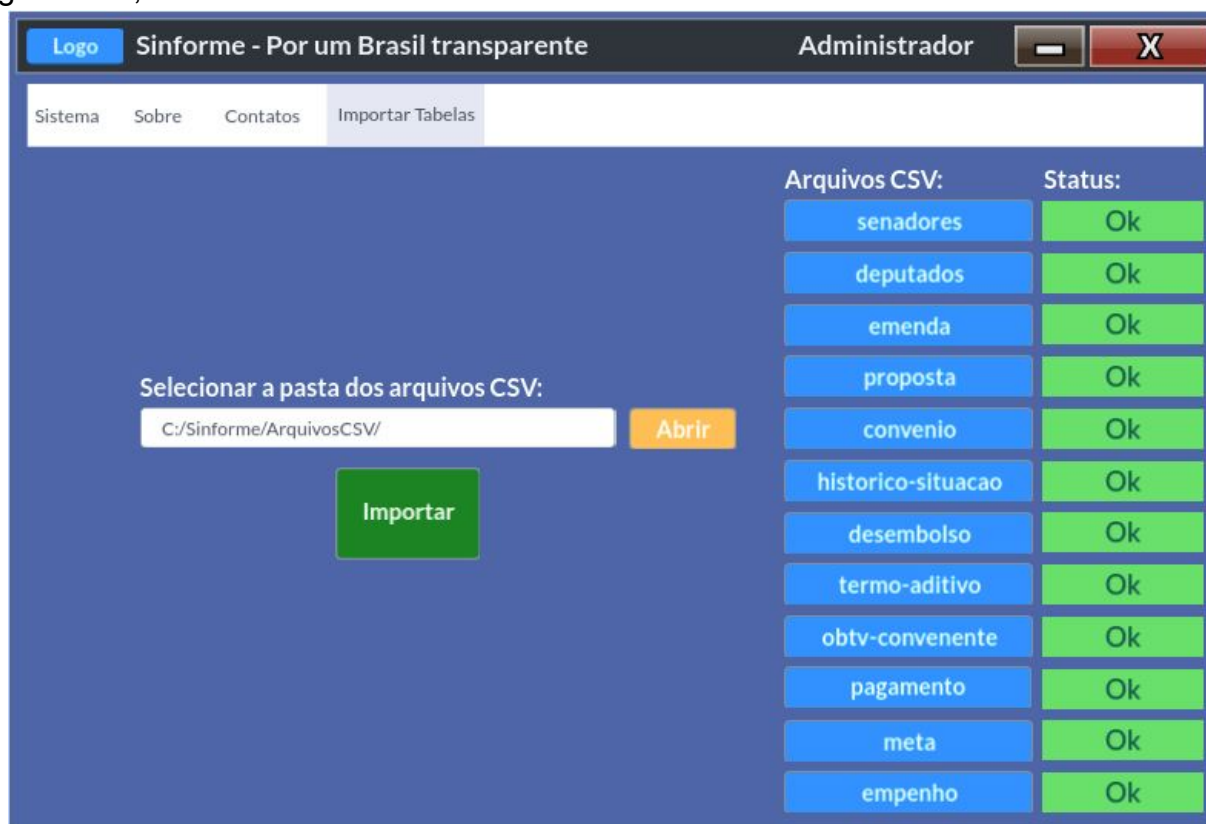 Logo Sinforme - Por um Brasil transparente Administrador X
Sistema Sobre Contatos Importar Tabelas
Arquivos CSV: Status:
senadores Ok
deputados Ok
emenda Ok
proposta Ok
Selecionar a pasta dos arquivos CSV:
C:/Sinforme/ArquivosCSV/ Abrir
convenio Ok
Importar
historico-situacao Ok
desembolso Ok
termo-aditivo Ok
obtv-convenente Ok
pagamento Ok
meta Ok
empenho Ok